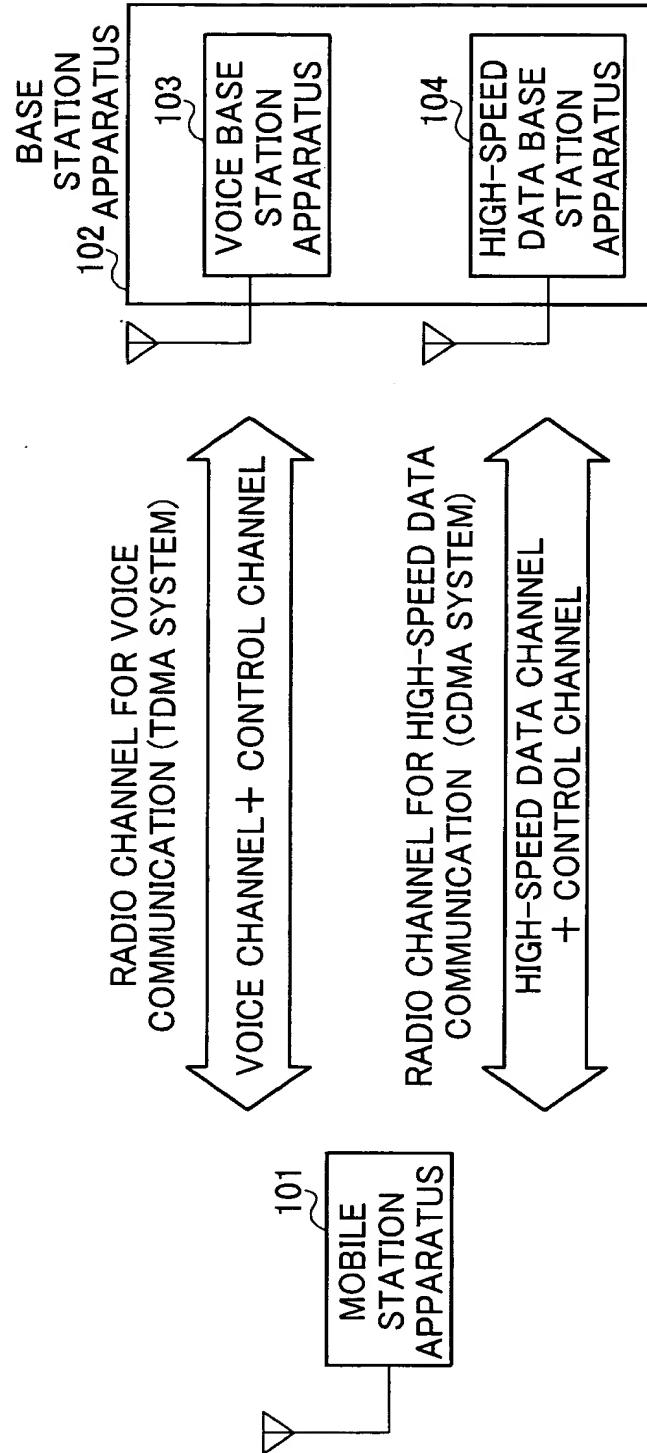 101
MOBILE
STATION
APPARATUS
RADIO CHANNEL FOR VOICE
COMMUNICATION (TDMA SYSTEM)
VOICE CHANNEL+ CONTROL CHANNEL
RADIO CHANNEL FOR HIGH-SPEED DATA
COMMUNICATION (CDMA SYSTEM)
HIGH-SPEED DATA CHANNEL
+ CONTROL CHANNEL
BASE
STATION
APPARATUS
102
103
VOICE BASE
STATION
APPARATUS
104
HIGH-SPEED
DATA BASE
STATION
APPARATUS